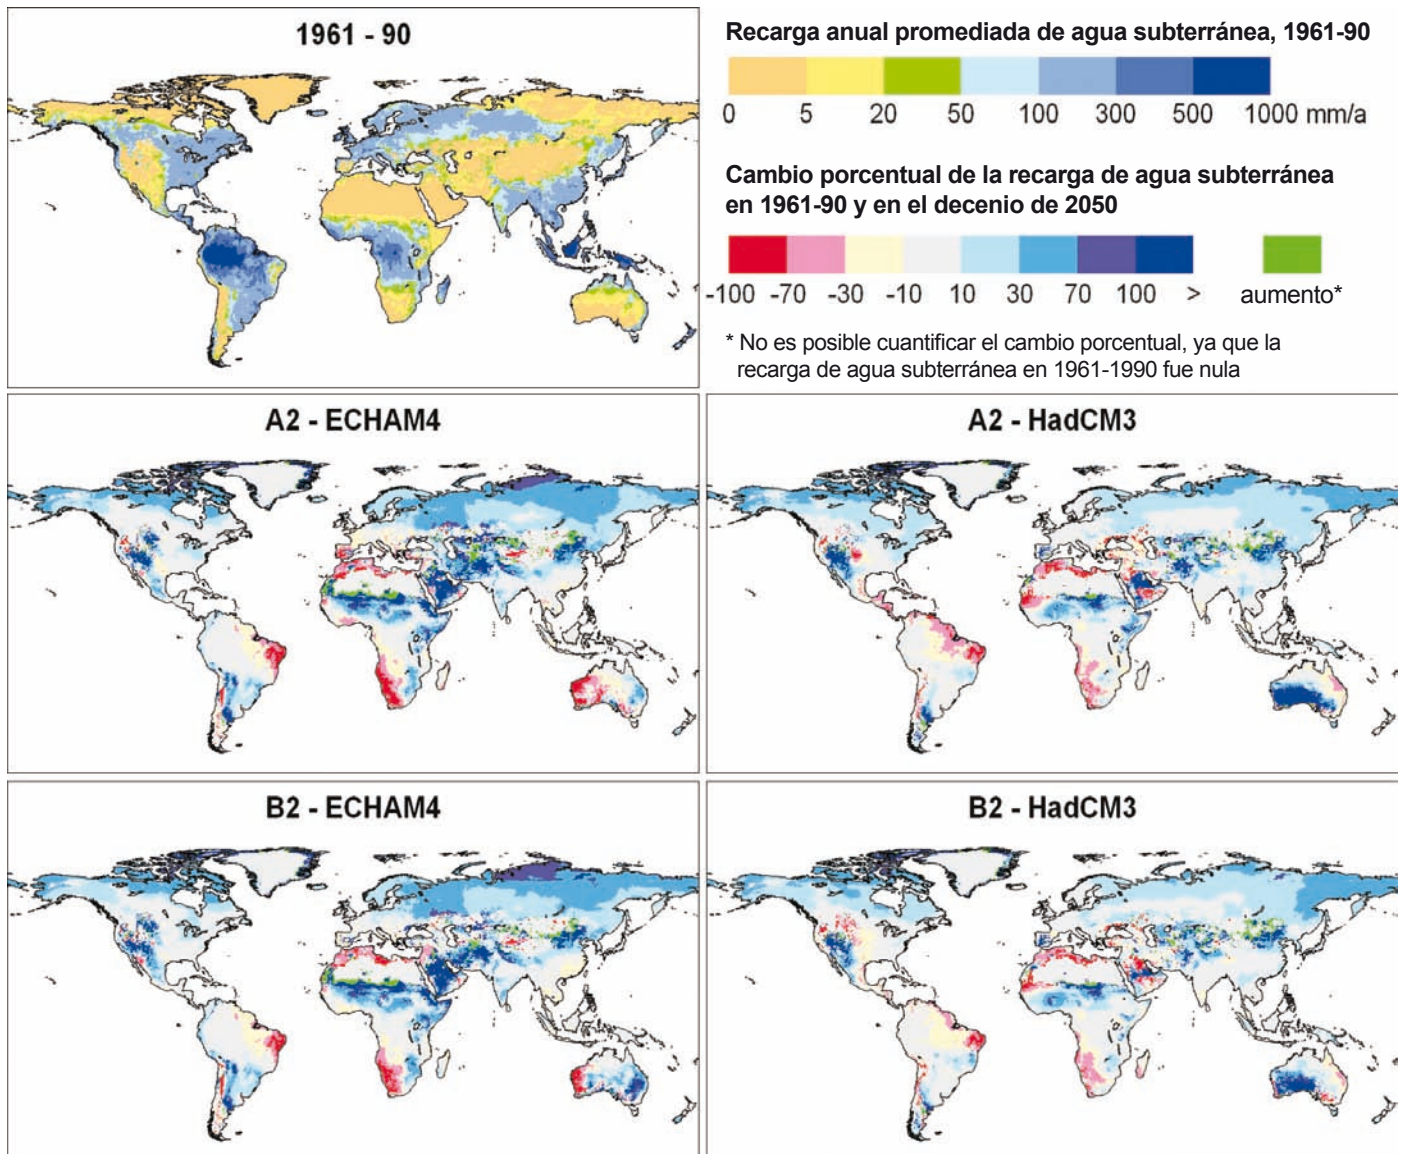 1961 - 90
Recarga anual promediada de agua subterránea, 1961-90
0 5 20 50 100 300 500 1000 mm/a
Cambio porcentual de la recarga de agua subterránea
en 1961-90 y en el decenio de 2050
-100 -70 -30 -10 10 30 70 100 > aumento*
* No es posible cuantificar el cambio porcentual, ya que la
recarga de agua subterránea en 1961-1990 fue nula
A2 - ECHAM4
A2 - HadCM3
B2 - ECHAM4
B2 - HadCM3